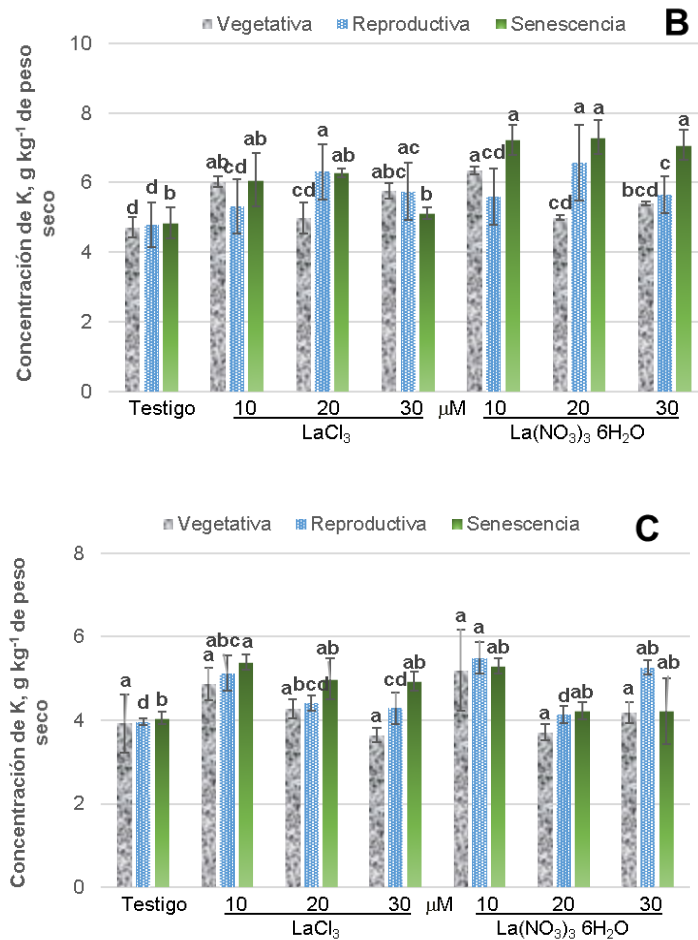 B
Vegetativa Reproductiva Senescencia
Concentración de K, g kg-1 de peso
seco
10
8
6
4
2
0
d d b
ab cd ab
cd a ab
abc ac b
a cd a
cd a a
bcd c a
Testigo 10 20 30 µM 10 20 30
LaCl3 La(NO3)3 6H2O
C
Vegetativa Reproductiva Senescencia
Concentración de K, g kg-1 de peso
seco
8
6
4
2
0
a d b
a abc a
a bcd ab
a cd ab
a a ab
a d ab
a ab ab
Testigo 10 20 30 µM 10 20 30
LaCl3 La(NO3)3 6H2O